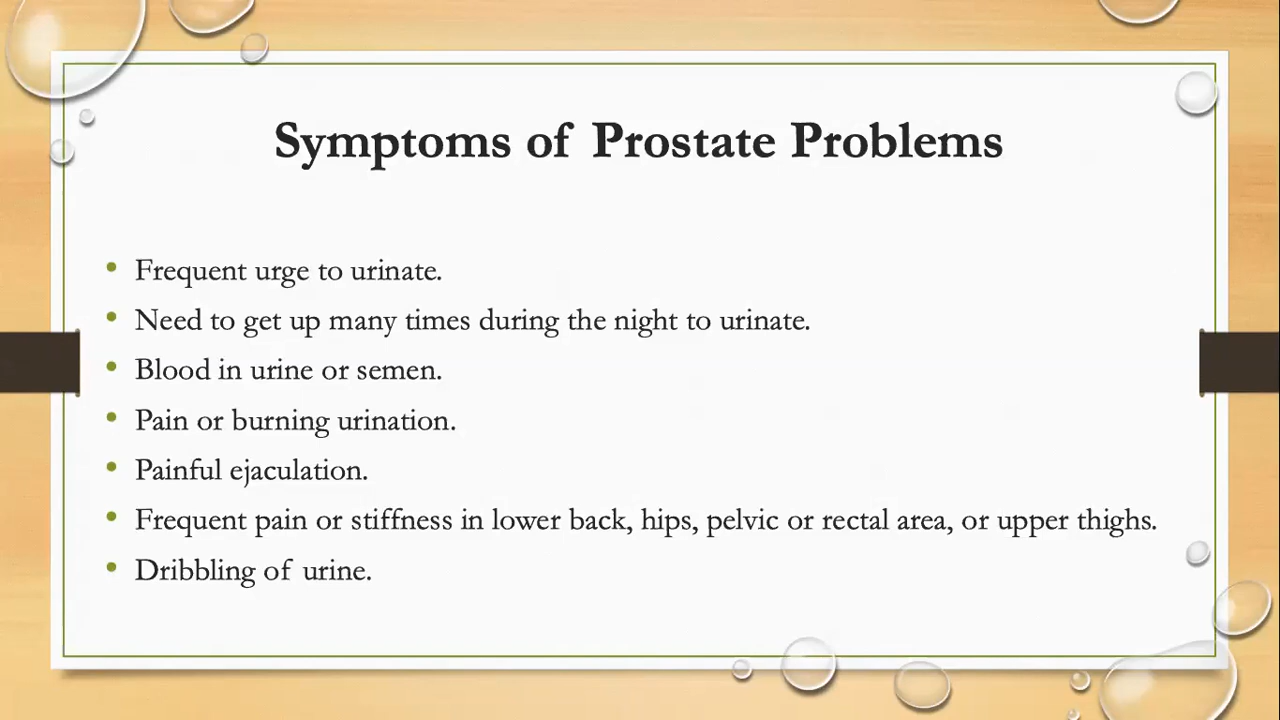 Symptoms of Prostate Problems
• Frequent urge to urinate.
• Need to get up many times during the night to urinate.
• Blood in urine or semen.
• Pain or burning urination.
• Painful ejaculation.
• Frequent pain or stiffness in lower back, hips, pelvic or rectal area, or upper thighs.
• Dribbling of urine.